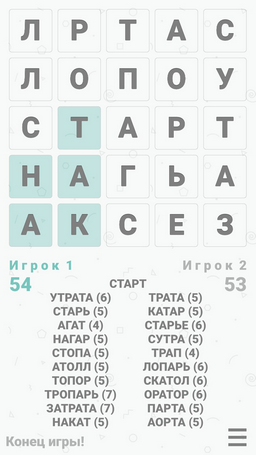 Л Р Т А С
Л О П О У
С Т А Р Т
Н А Г Ь А
А К С Е З
Игрок 1 Игрок 2
54 СТАРТ 53
УТРАТА (6) ТРАТА (5)
СТАРЬ (5) КАТАР (5)
АГАТ (4) СТАРЬЕ (6)
НАГАР (5) СУТРА (5)
СТОПА (5) ТРАП (4)
АТОЛЛ (5) ЛОПАРЬ (6)
ТОПОР (5) СКАТОЛ (6)
ТРОПАРЬ (7) ОРАТОР (6)
ЗАТРАТА (7) ПАРТА (5)
НАКАТ (5) АОРТА (5)
Конец игры!